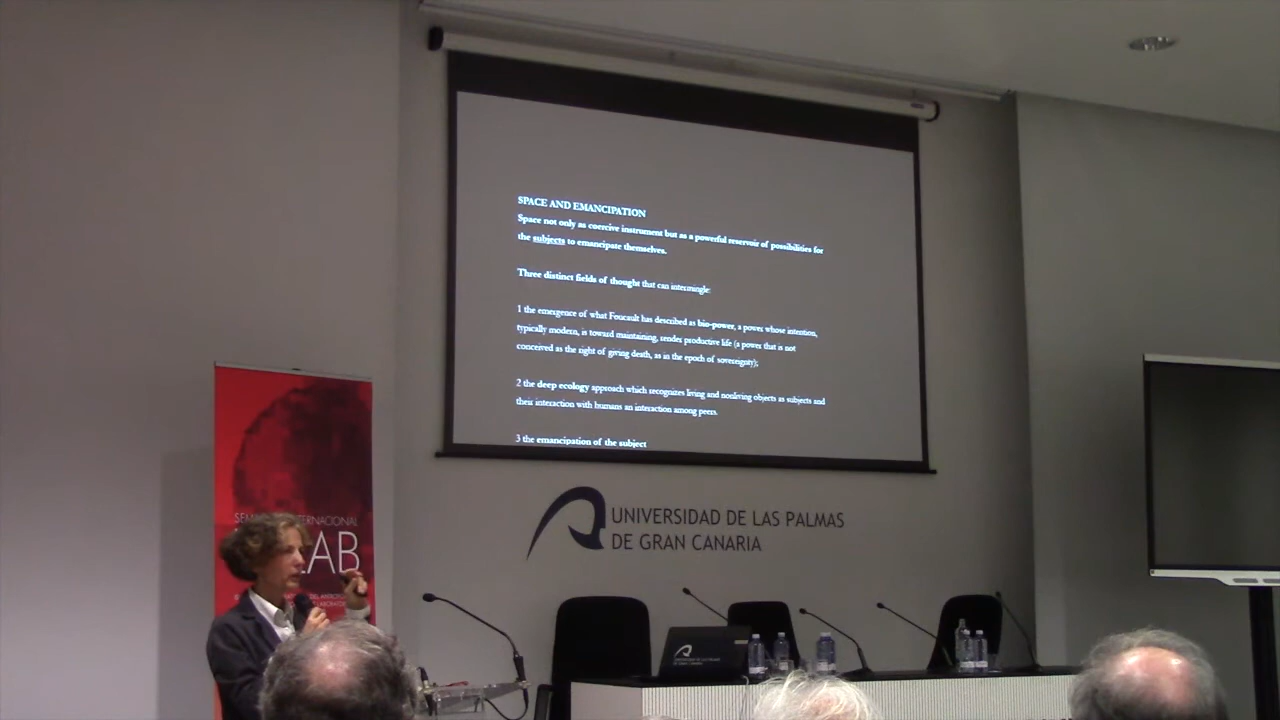 SPACE AND EMANCIPATION
Space not only as coercive instrument but as a powerful reservoir of possibilities for
the subjects to emancipate themselves.
Three distinct fields of thought that can intermingle:
1 the emergence of what Foucault has described as bio-power, a power whose intention,
typically modern, is toward maintaining, render productive life (a power that is not
conceived as the right of giving death, as in the epoch of sovereignty);
2 the deep ecology approach which recognizes living and nonliving objects as subjects and
their interaction with humans an interaction among peers.
3 the emancipation of the subject
UNIVERSIDAD DE LAS PALMAS
DE GRAN CANARIA